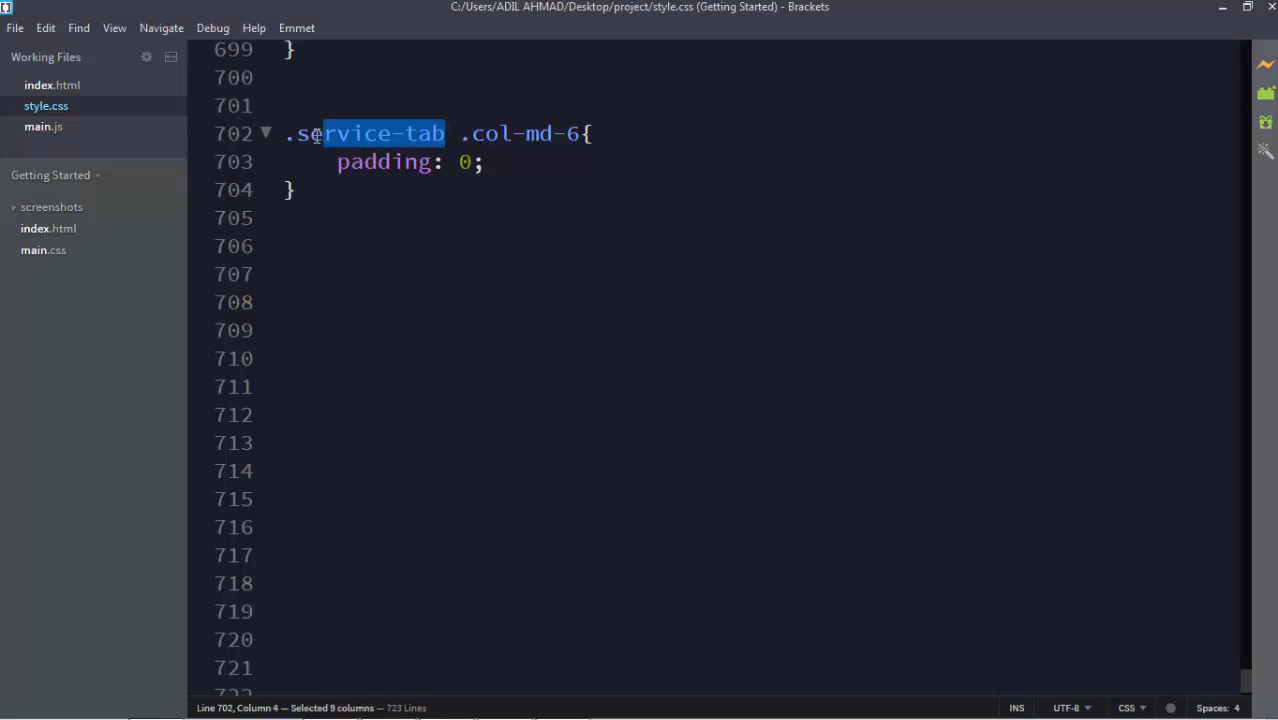 C:/Users/ADIL AHMAD/Desktop/project/style.css (Getting Started) - Brackets
File Edit Find View Navigate Debug Help Emmet
Working Files
index.html
style.css
main.js
Getting Started
screenshots
index.html
main.css
699 }
700
701
702 .service-tab .col-md-6{
703 padding: 0;
704 }
705
706
707
708
709
710
711
712
713
714
715
716
717
718
719
720
721
722
Line 702, Column 4 — Selected 9 columns — 723 Lines
INS UTF-8 CSS Spaces: 4